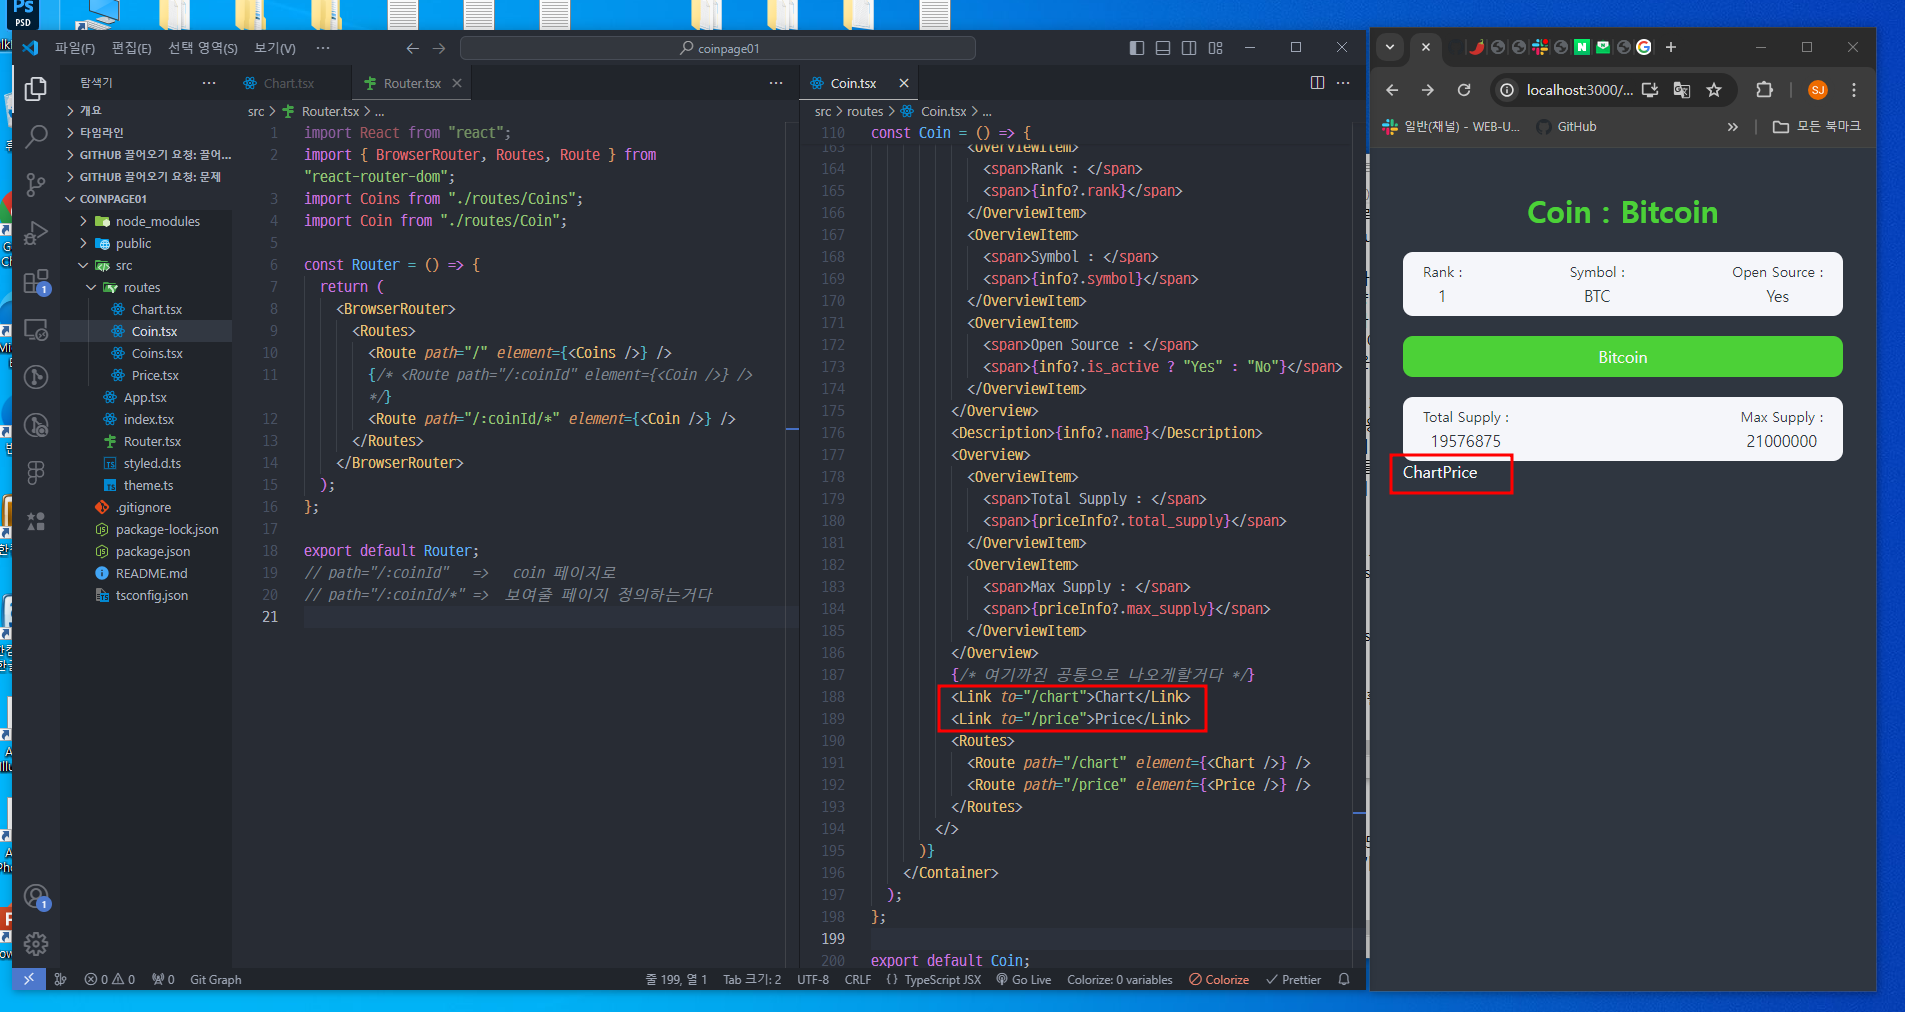 Ps
PSD
파일(F) 편집(E) 선택 영역(S) 보기(V) ···
coinpage01
탐색기 ···
개요
타임라인
GITHUB 끌어오기 요청: 끌어...
GITHUB 끌어오기 요청: 문제
COINPAGE01
node_modules
public
src
routes
Chart.tsx
Coin.tsx
Coins.tsx
Price.tsx
App.tsx
index.tsx
Router.tsx
styled.d.ts
theme.ts
.gitignore
package-lock.json
package.json
README.md
tsconfig.json
1
1
Chart.tsx Router.tsx ···
src > Router.tsx > ...
1 import React from "react";
2 import { BrowserRouter, Routes, Route } from
"react-router-dom";
3 import Coins from "./routes/Coins";
4 import Coin from "./routes/Coin";
5
6 const Router = () => {
7 return (
8 <BrowserRouter>
9 <Routes>
10 <Route path="/" element={<Coins />} />
11 {/* <Route path="/:coinId" element={<Coin />} />
*/}
12 <Route path="/:coinId/*" element={<Coin />} />
13 </Routes>
14 </BrowserRouter>
15 );
16 };
17
18 export default Router;
19 // path="/:coinId" => coin 페이지로
20 // path="/:coinId/*" => 보여줄 페이지 정의하는거다
21
Coin.tsx ···
src > routes > Coin.tsx > ...
110 const Coin = () => {
163 <OverviewItem>
164 <span>Rank : </span>
165 <span>{info?.rank}</span>
166 </OverviewItem>
167 <OverviewItem>
168 <span>Symbol : </span>
169 <span>{info?.symbol}</span>
170 </OverviewItem>
171 <OverviewItem>
172 <span>Open Source : </span>
173 <span>{info?.is_active ? "Yes" : "No"}</span>
174 </OverviewItem>
175 </Overview>
176 <Description>{info?.name}</Description>
177 <Overview>
178 <OverviewItem>
179 <span>Total Supply : </span>
180 <span>{priceInfo?.total_supply}</span>
181 </OverviewItem>
182 <OverviewItem>
183 <span>Max Supply : </span>
184 <span>{priceInfo?.max_supply}</span>
185 </OverviewItem>
186 </Overview>
187 {/* 여기까진 공통으로 나오게할거다 */}
188 <Link to="/chart">Chart</Link>
189 <Link to="/price">Price</Link>
190 <Routes>
191 <Route path="/chart" element={<Chart />} />
192 <Route path="/price" element={<Price />} />
193 </Routes>
194 </>
195 )}
196 </Container>
197 );
198 };
199
200 export default Coin;
0 0 0 Git Graph
줄 199, 열 1 Tab 크기: 2 UTF-8 CRLF {} TypeScript JSX Go Live Colorize: 0 variables Colorize Prettier
localhost:3000/... SJ
일반(채널) - WEB-U... GitHub » 모든 북마크
Coin : Bitcoin
Rank : Symbol : Open Source :
1 BTC Yes
Bitcoin
Total Supply : Max Supply :
19576875 21000000
ChartPrice